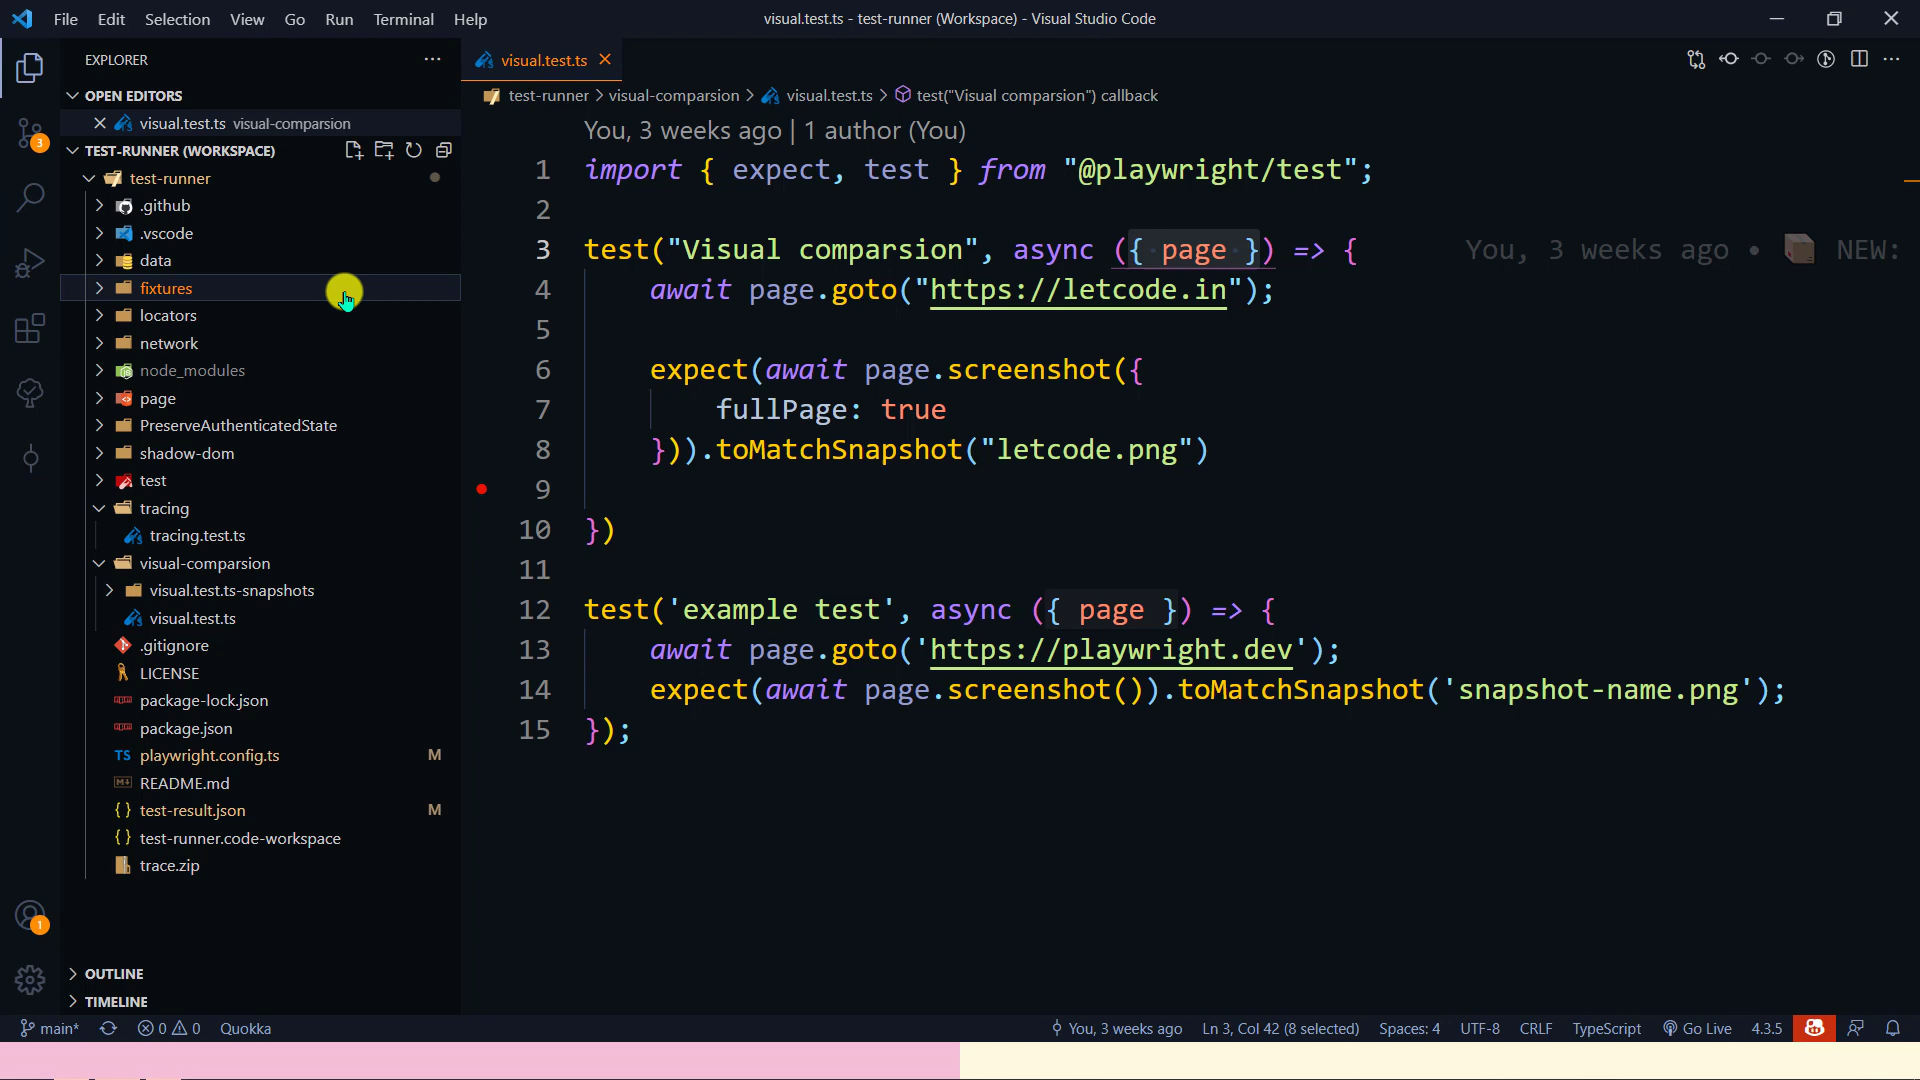 File Edit Selection View Go Run Terminal Help
visual.test.ts - test-runner (Workspace) - Visual Studio Code
EXPLORER
OPEN EDITORS
visual.test.ts visual-comparsion
TEST-RUNNER (WORKSPACE)
test-runner
.github
.vscode
data
fixtures
locators
network
node_modules
page
PreserveAuthenticatedState
shadow-dom
test
tracing
tracing.test.ts
visual-comparsion
visual.test.ts-snapshots
visual.test.ts
.gitignore
LICENSE
package-lock.json
package.json
TS playwright.config.ts M
README.md
{ } test-result.json M
{ } test-runner.code-workspace
trace.zip
OUTLINE
TIMELINE
3
1
visual.test.ts
test-runner > visual-comparsion > visual.test.ts > test("Visual comparsion") callback
You, 3 weeks ago | 1 author (You)
1 import { expect, test } from "@playwright/test";
2
3 test("Visual comparsion", async ({ page }) => { You, 3 weeks ago • NEW:
4 await page.goto("https://letcode.in");
5
6 expect(await page.screenshot({
7 fullPage: true
8 })).toMatchSnapshot("letcode.png")
9
10 })
11
12 test('example test', async ({ page }) => {
13 await page.goto('https://playwright.dev');
14 expect(await page.screenshot()).toMatchSnapshot('snapshot-name.png');
15 });
main* 0 0 Quokka
You, 3 weeks ago Ln 3, Col 42 (8 selected) Spaces: 4 UTF-8 CRLF TypeScript Go Live 4.3.5